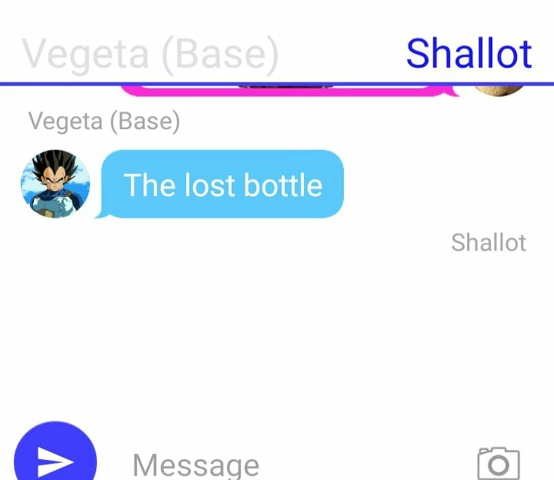 Vegeta (Base) Shallot
Vegeta (Base)
The lost bottle
Shallot
Message